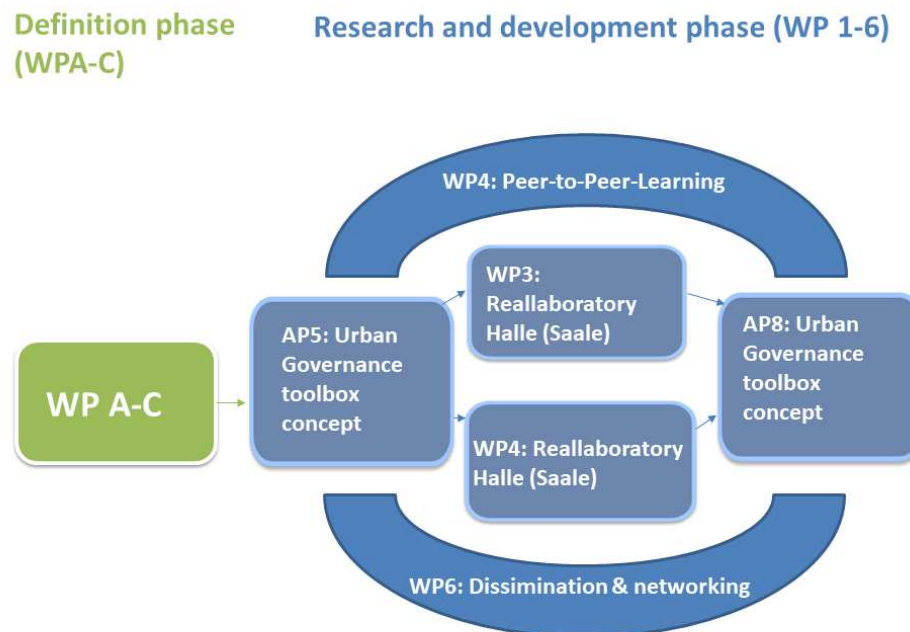 Definition phase
(WPA-C)
Research and development phase (WP 1-6)
WP4: Peer-to-Peer-Learning
WP3:
Reallaboratory
Halle (Saale)
AP5: Urban
Governance
toolbox
concept
AP8: Urban
Governance
toolbox
concept
WP A-C
WP4: Reallaboratory
Halle (Saale)
WP6: Dissimination & networking